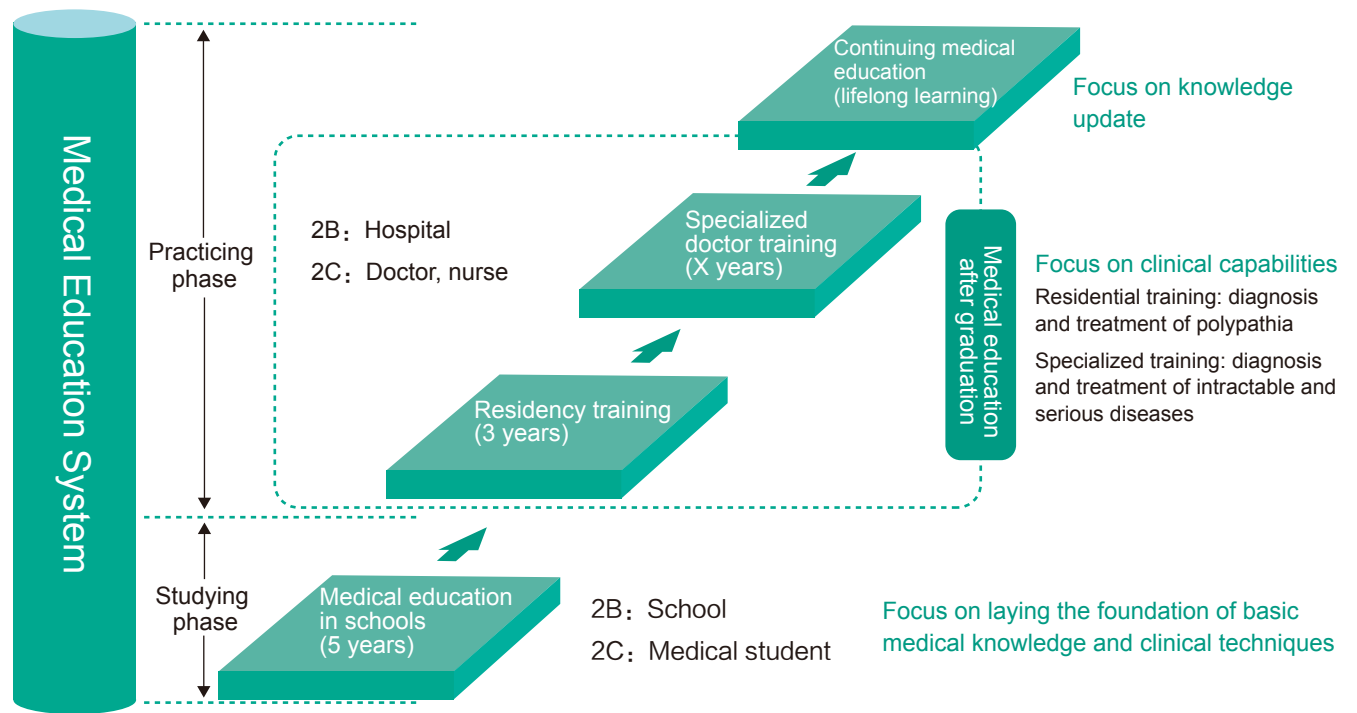 Medical Education System
Practicing
phase
Continuing medical
education
(lifelong learning)
Focus on knowledge
update
2B：Hospital
2C：Doctor, nurse
Specialized
doctor training
(X years)
Medical education
after graduation
Focus on clinical capabilities
Residential training: diagnosis
and treatment of polypathia
Specialized training: diagnosis
and treatment of intractable and
serious diseases
Residency training
(3 years)
Studying
phase
Medical education
in schools
(5 years)
2B：School
2C：Medical student
Focus on laying the foundation of basic
medical knowledge and clinical techniques